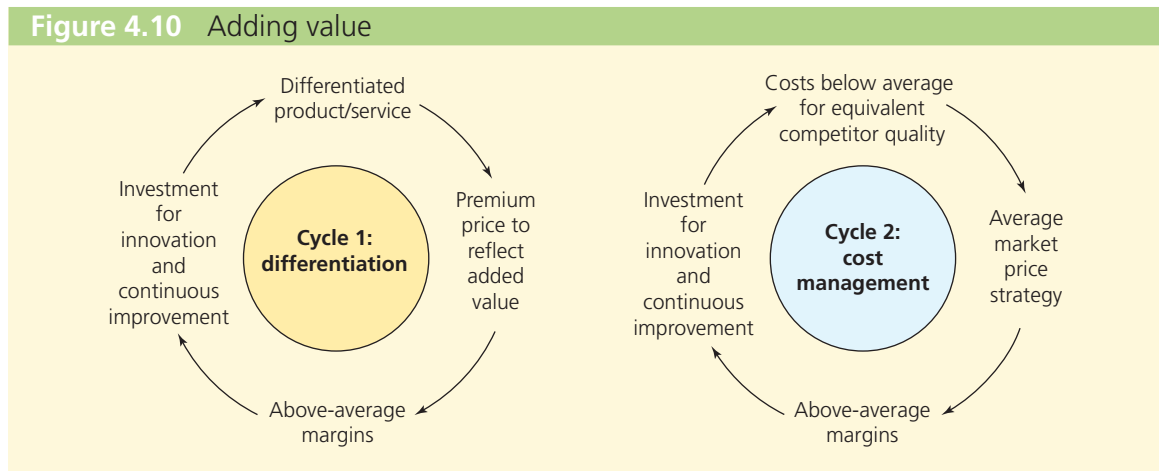 Figure 4.10 Adding value
Differentiated
product/service
Premium
price to
reflect
added
value
Above-average
margins
Investment
for
innovation
and
continuous
improvement
Cycle 1:
differentiation
Costs below average
for equivalent
competitor quality
Average
market
price
strategy
Above-average
margins
Investment
for
innovation
and
continuous
improvement
Cycle 2:
cost
management